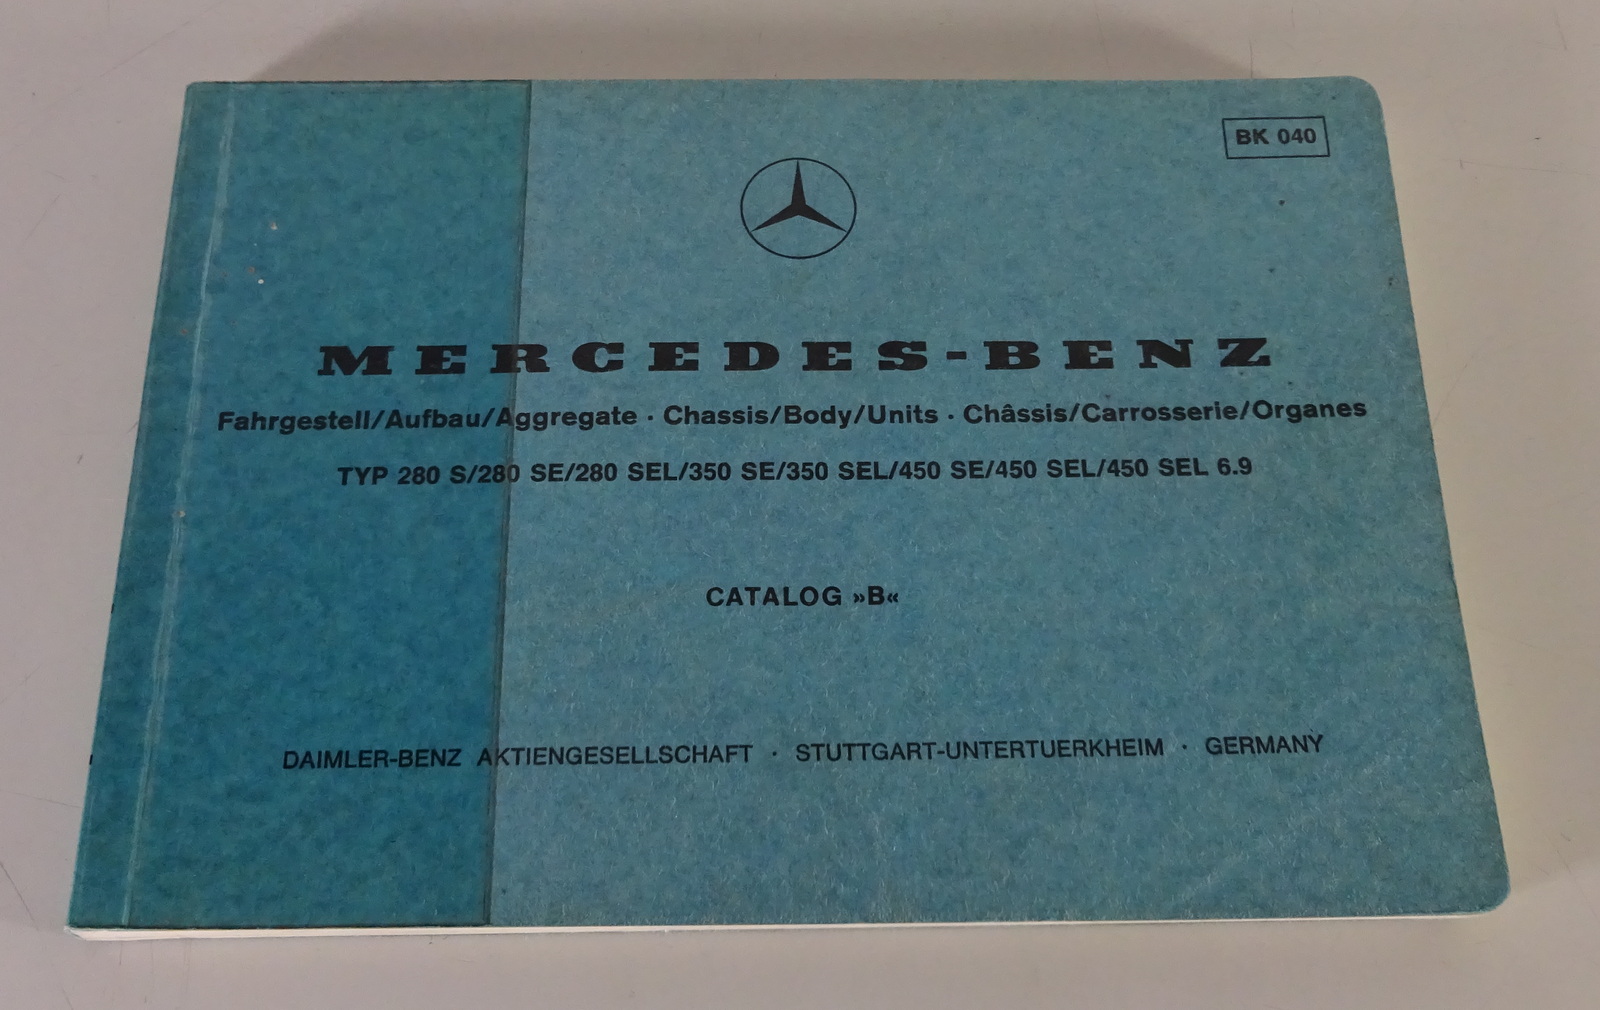 BK 040
MERCEDES-BENZ
Fahrgestell/Aufbau/Aggregate · Chassis/Body/Units · Châssis/Carrosserie/Organes
TYP 280 S/280 SE/280 SEL/350 SE/350 SEL/450 SE/450 SEL/450 SEL 6.9
CATALOG »B«
DAIMLER-BENZ AKTIENGESELLSCHAFT · STUTTGART-UNTERTUERKHEIM · GERMANY